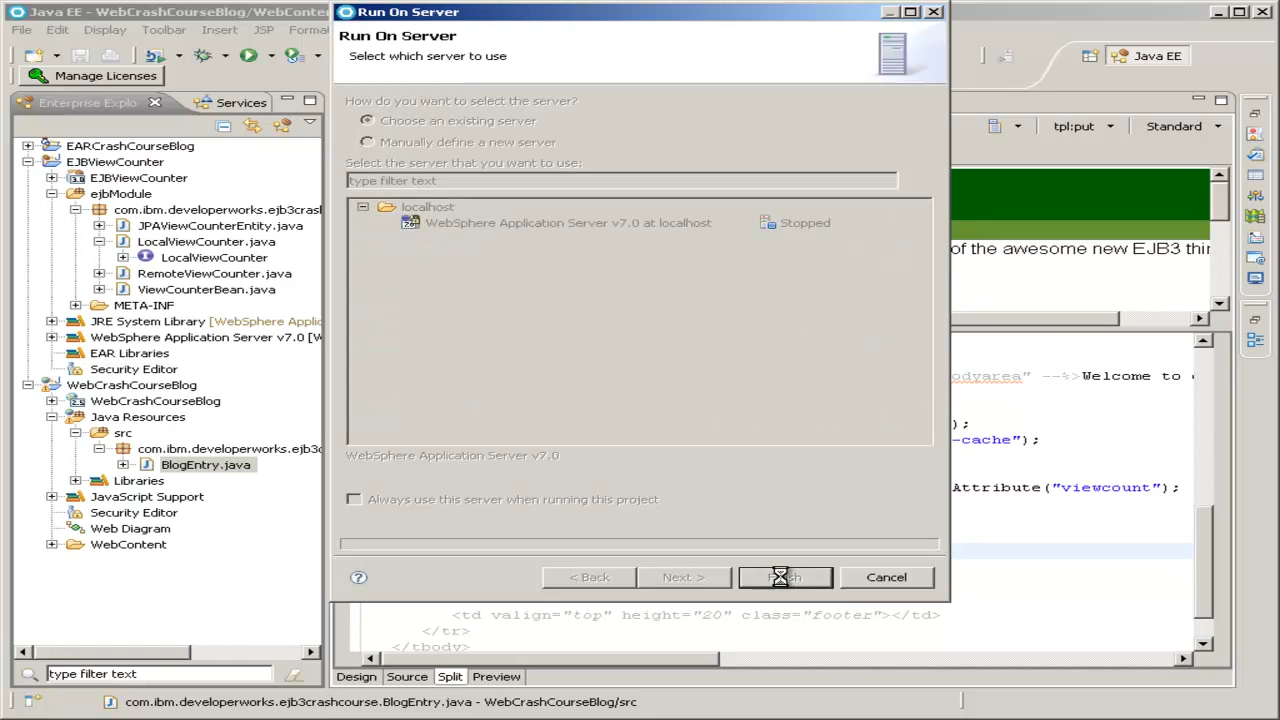 Java EE - WebCrashCourseBlog/WebConter
File Edit Display Toolbar Insert JSP Forma
Manage Licenses
Java EE
Enterprise Explo
Services
EARCrashCourseBlog
EJBViewCounter
EJBViewCounter
ejbModule
com.ibm.developerworks.ejb3crasl
JPAViewCounterEntity.java
LocalViewCounter.java
LocalViewCounter
RemoteViewCounter.java
ViewCounterBean.java
META-INF
JRE System Library [WebSphere Applic
WebSphere Application Server v7.0 [W
EAR Libraries
Security Editor
WebCrashCourseBlog
WebCrashCourseBlog
Java Resources
src
com.ibm.developerworks.ejb3c
BlogEntry.java
Libraries
JavaScript Support
Security Editor
Web Diagram
WebContent
type filter text
Run On Server
Run On Server
Select which server to use
How do you want to select the server?
Choose an existing server
Manually define a new server
Select the server that you want to use:
type filter text
localhost
WebSphere Application Server v7.0 at localhost Stopped
WebSphere Application Server v7.0
Always use this server when running this project
< Back Next > Cancel
tpl:put Standard
of the awesome new EJB3 thin
odyarea" --%>Welcome to
);
-cache");
Attribute("viewcount");
<td valign="top" height="20" class="footer"></td>
</tr>
</tbody>
Design Source Split Preview
com.ibm.developerworks.ejb3crashcourse.BlogEntry.java - WebCrashCourseBlog/src